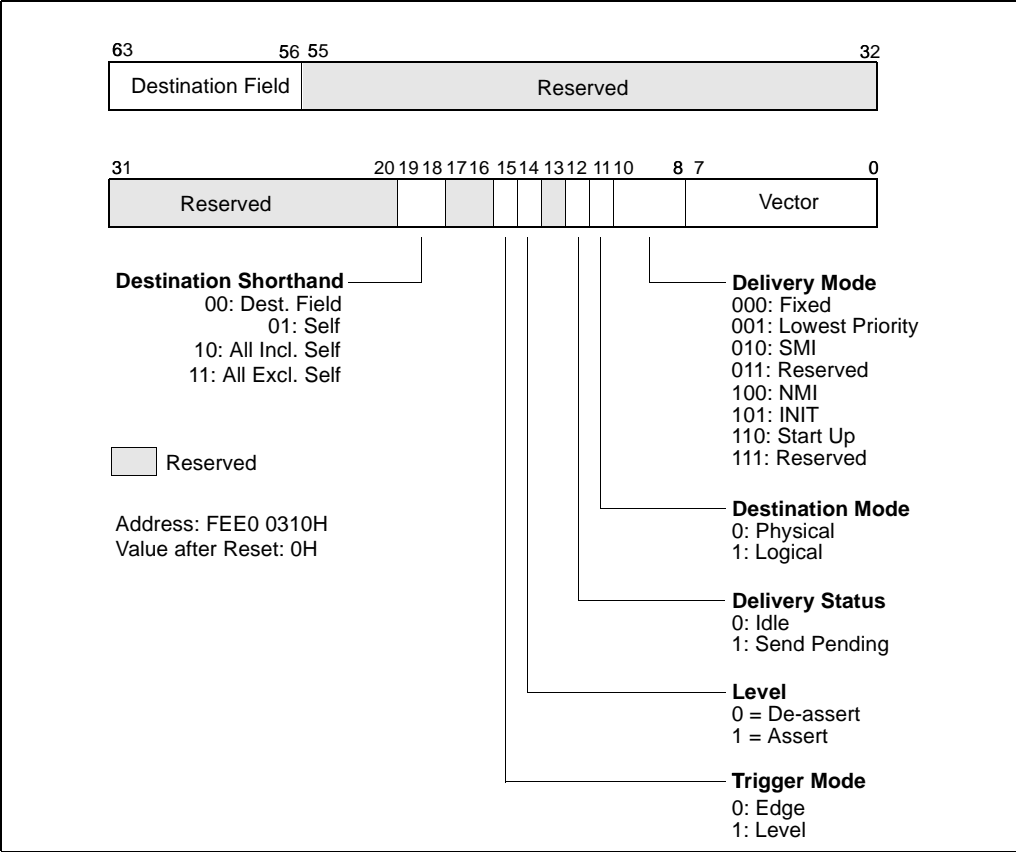 63 56 55 32
Destination Field Reserved
31 20 19 18 17 16 15 14 13 12 11 10 8 7 0
Reserved Vector
Destination Shorthand
00: Dest. Field
01: Self
10: All Incl. Self
11: All Excl. Self
Reserved
Address: FEE0 0310H
Value after Reset: 0H
Delivery Mode
000: Fixed
001: Lowest Priority
010: SMI
011: Reserved
100: NMI
101: INIT
110: Start Up
111: Reserved
Destination Mode
0: Physical
1: Logical
Delivery Status
0: Idle
1: Send Pending
Level
0 = De-assert
1 = Assert
Trigger Mode
0: Edge
1: Level